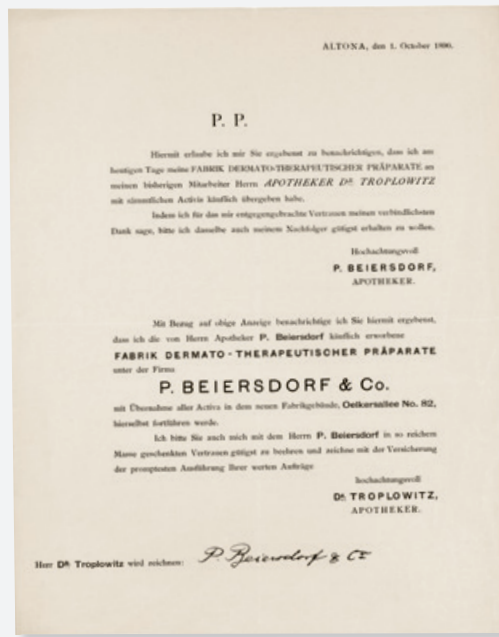 ALTONA, den 1. October 1890.
P. P.
Hiermit erlaube ich mir Sie ergebenst zu benachrichtigen, dass ich am
heutigen Tage meine FABRIK DERMATO-THERAPEUTISCHER PRÄPARATE an
meinen bisherigen Mitarbeiter Herrn APOTHEKER DR. TROPLOWITZ
mit sämmtlichen Activis käuflich übergeben habe.
Indem ich für das mir entgegengebrachte Vertrauen meinen verbindlichsten
Dank sage, bitte ich dasselbe auch meinem Nachfolger gütigst erhalten zu wollen.
Hochachtungsvoll
P. BEIERSDORF,
APOTHEKER.
Mit Bezug auf obige Anzeige benachrichtige ich Sie hiermit ergebenst,
dass ich die von Herrn Apotheker P. Beiersdorf käuflich erworbene
FABRIK DERMATO-THERAPEUTISCHER PRÄPARATE
unter der Firma
P. BEIERSDORF & Co.
mit Übernahme aller Activa in dem neuen Fabrikgebäude, Oelkersallee No. 82,
hierselbst fortführen werde.
Ich bitte Sie auch mich mit dem Herrn P. Beiersdorf in so reichem
Masse geschenkten Vertrauen gütigst zu beehren und zeichne mit der Versicherung
der promptesten Ausführung Ihrer werten Aufträge
hochachtungsvoll
DR. TROPLOWITZ,
APOTHEKER.
Herr DR. Troplowitz wird zeichnen: P. Beiersdorf & Co